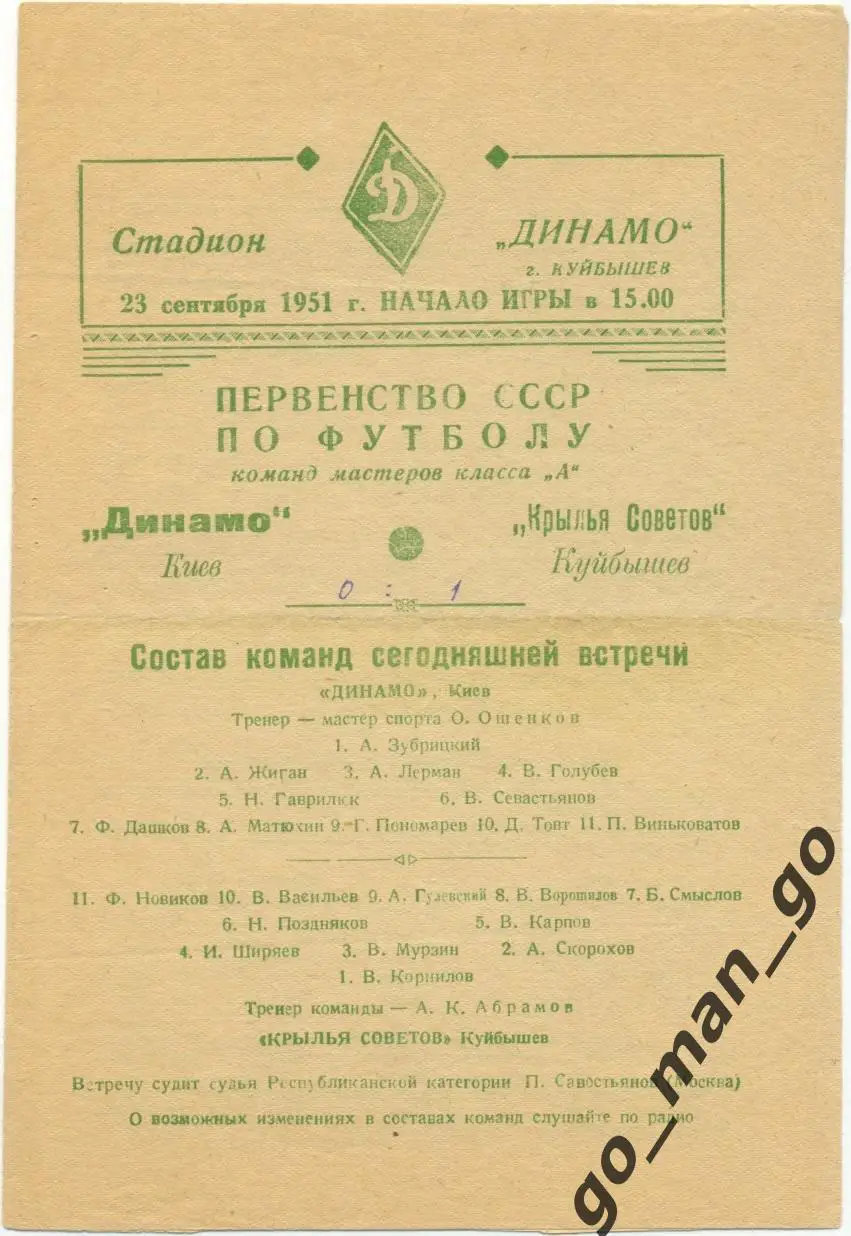 Д
Стадион „ДИНАМО“
г. КУЙБЫШЕВ
23 сентября 1951 г. НАЧАЛО ИГРЫ в 15.00
ПЕРВЕНСТВО СССР
ПО ФУТБОЛУ
команд мастеров класса „А“
„Динамо“ „Крылья Советов“
Киев Куйбышев
0 : 1
Состав команд сегодняшней встречи
«ДИНАМО», Киев
Тренер — мастер спорта О. Ошенков
1. А. Зубрицкий
2. А. Жиган 3. А. Лерман 4. В. Голубев
5. Н. Гаврилюк 6. В. Севастьянов
7. Ф. Дашков 8. А. Матюхин 9. Г. Пономарев 10. Д. Товт 11. П. Виньковатов
11. Ф. Новиков 10. В. Васильев 9. А. Гулевский 8. В. Ворошилов 7. Б. Смыслов
6. Н. Поздняков 5. В. Карпов
4. И. Ширяев 3. В. Мурзин 2. А. Скорохов
1. В. Корнилов
Тренер команды — А. К. Абрамов
«КРЫЛЬЯ СОВЕТОВ» Куйбышев
Встречу судит судья Республиканской категории П. Савостьянов (Москва)
О возможных изменениях в составах команд слушайте по радио
go_man_go